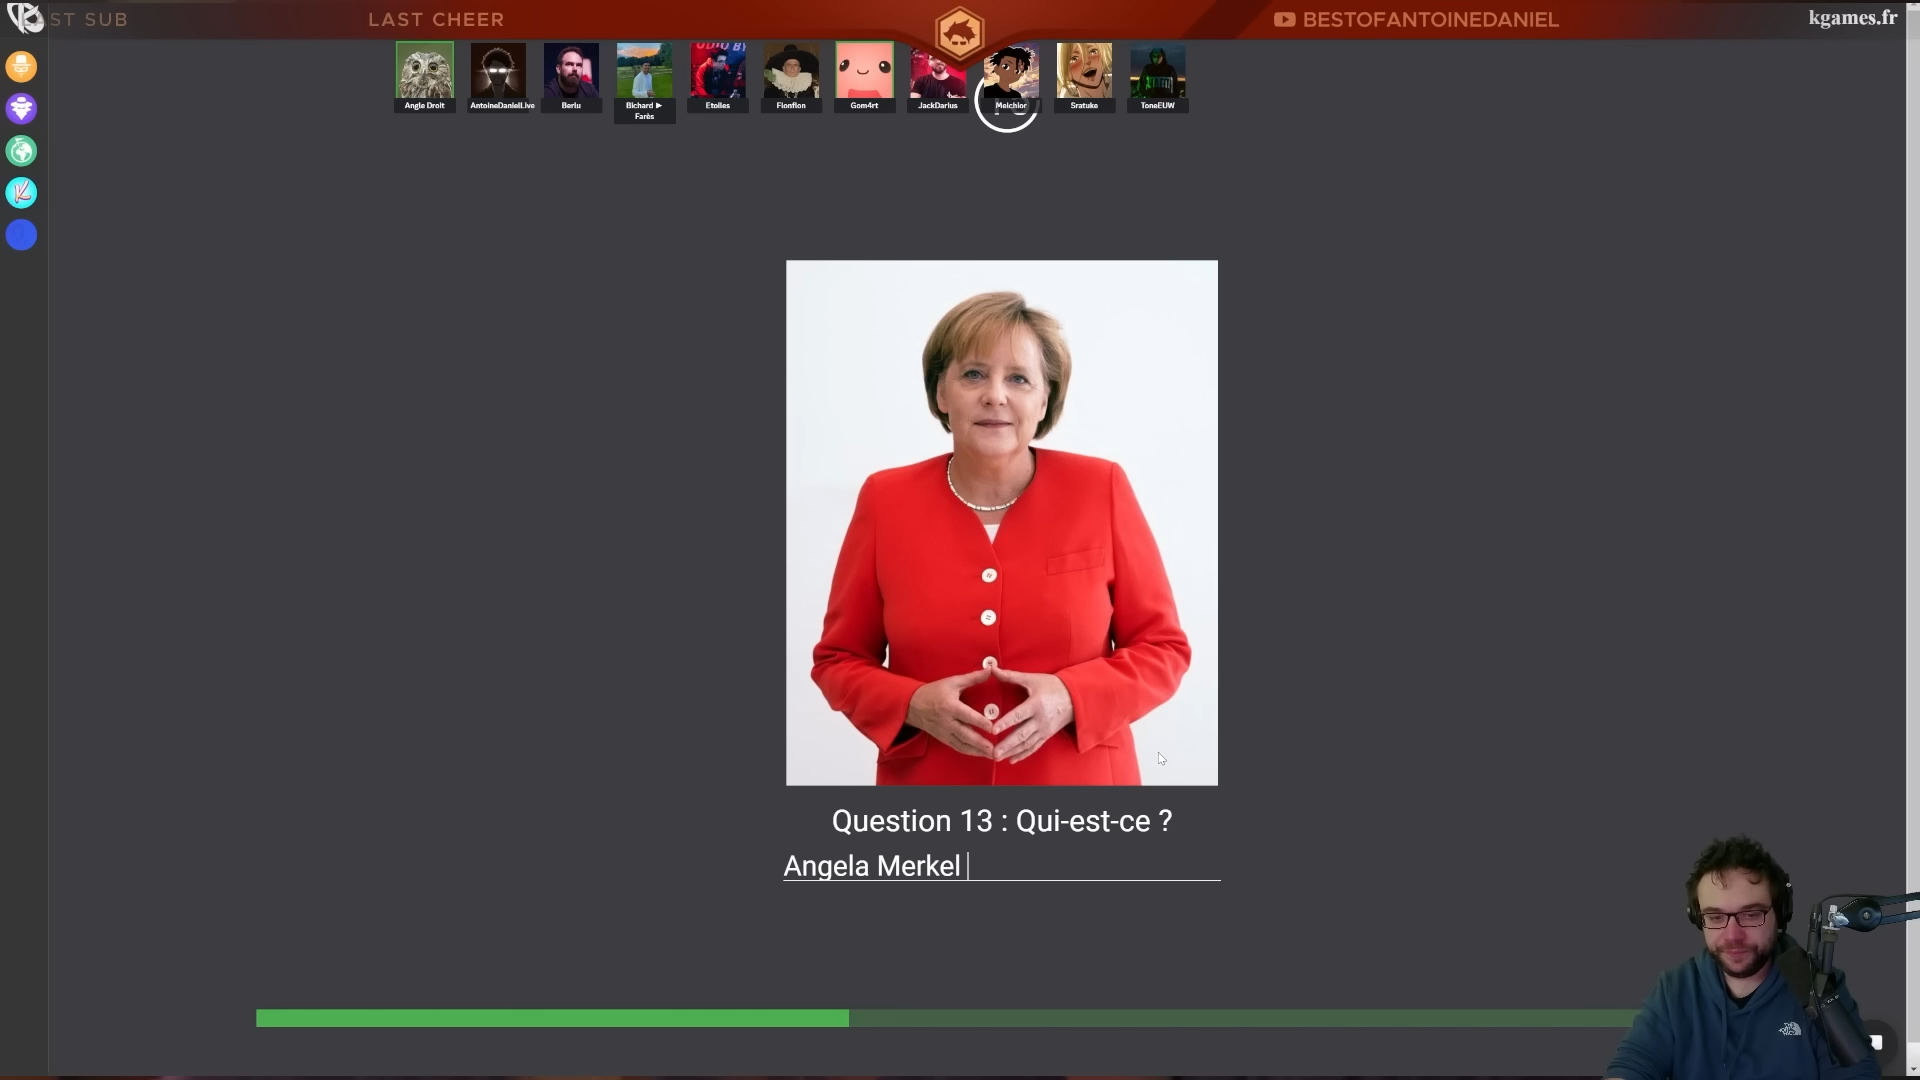 ST SUB
LAST CHEER
BESTOFANTOINEDANIEL
kgames.fr
Angle Droit
AntoineDanielLive
Berlu
Bichard ▶
Farès
Etoiles
Fionfion
Gom4rt
JackDarius
Melchior
Sratuke
ToneEUW
Question 13 : Qui-est-ce ?
Angela Merkel